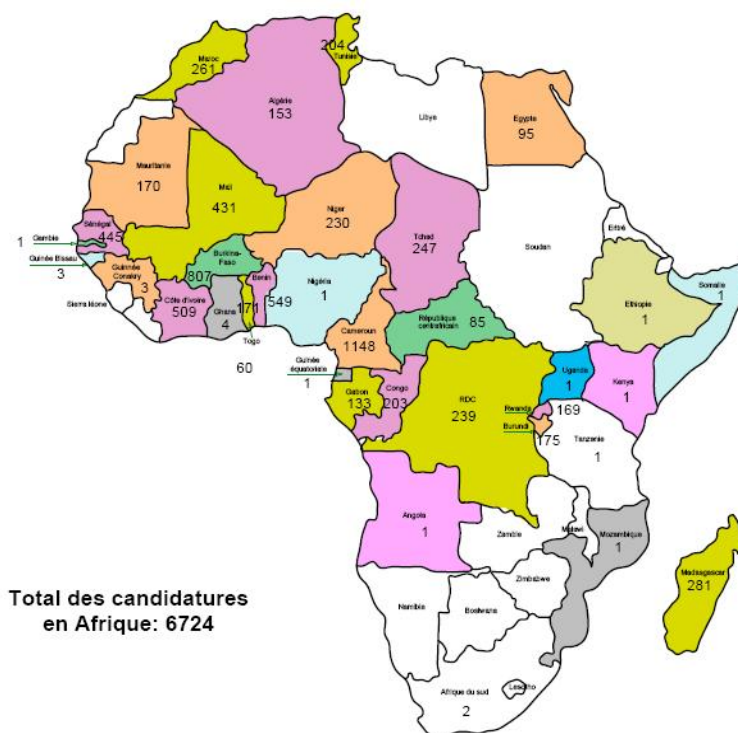 204
Maroc
261
Tunisie
Algérie
153
Libye
Egypte
95
Mauritanie
170
Mali
431
Niger
230
Tchad
247
Soudan
Sénégal
445
1
Gambie
Guinée Bissau
3
Guinnée
Conakry
3
Burkina-
Faso
807
Bénin
549
Nigéria
1
Sierra léone
Côte d'Ivoire
509
Ghana
4
171
Togo
60
Cameroun
1148
République
centrafricain
85
Ethiopie
1
Somalie
1
Guinée
équatoriale
1
Gabon
133
Congo
203
RDC
239
Uganda
1
Kenya
1
Rwanda
169
Burundi
175
Tanzanie
1
Angola
1
Zambie
Malawi
Mozambique
1
Madagascar
281
Zimbabwe
Namibie
Total des candidatures
en Afrique: 6724
Afrique du sud
2
Lesotho